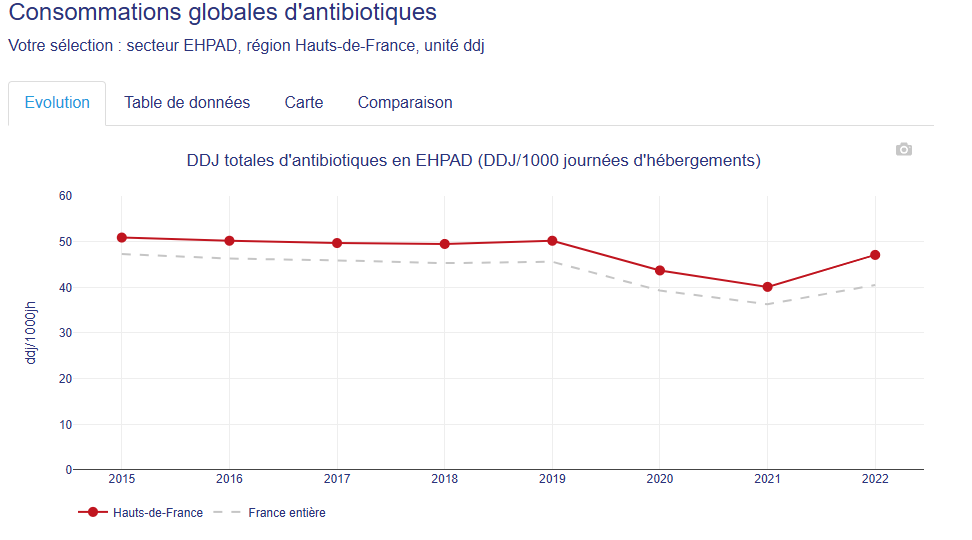 Consommations globales d'antibiotiques
Votre sélection : secteur EHPAD, région Hauts-de-France, unité ddj
Evolution Table de données Carte Comparaison
DDJ totales d'antibiotiques en EHPAD (DDJ/1000 journées d'hébergements)
60
50
40
30
20
10
0
ddj/1000jh
2015 2016 2017 2018 2019 2020 2021 2022
Hauts-de-France France entière